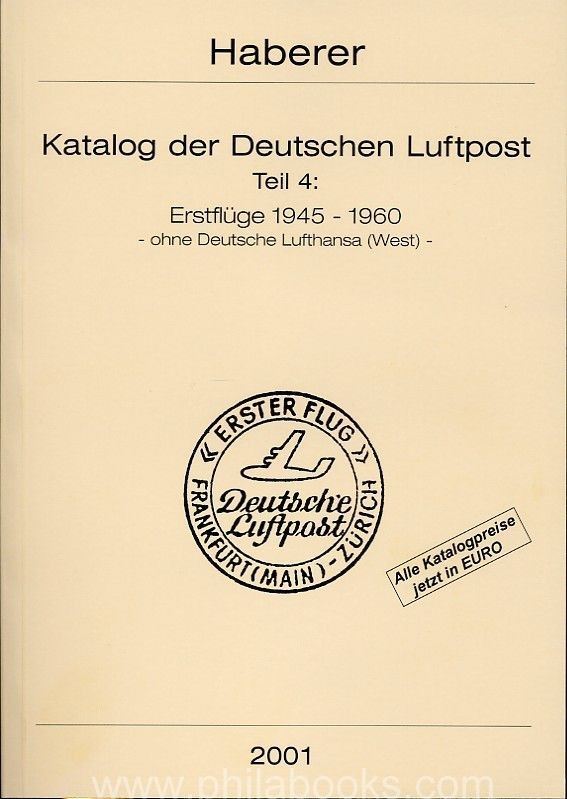 Haberer
Katalog der Deutschen Luftpost
Teil 4:
Erstflüge 1945 - 1960
- ohne Deutsche Lufthansa (West) -
« ERSTER FLUG »
Deutsche
Luftpost
FRANKFURT (MAIN) - ZÜRICH
Alle Katalogpreise
jetzt in EURO
2001
www.philabooks.com